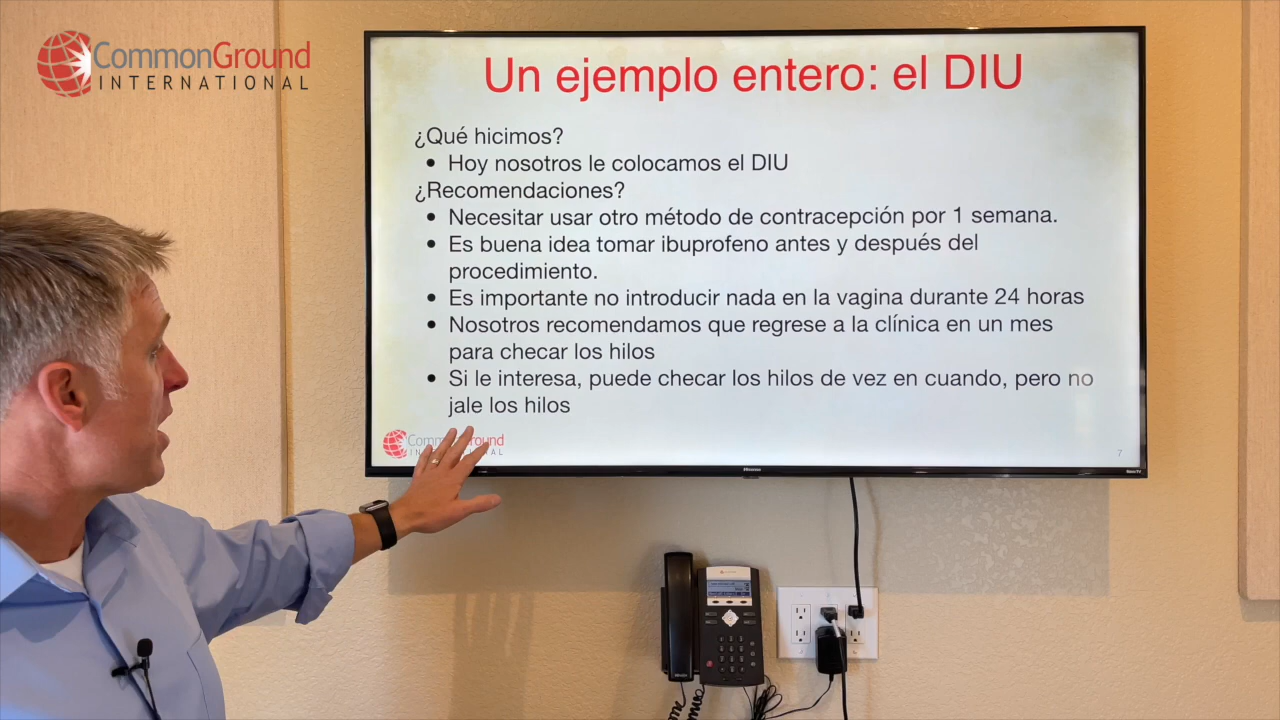 CommonGround
INTERNATIONAL
Un ejemplo entero: el DIU
¿Qué hicimos?
• Hoy nosotros le colocamos el DIU
¿Recomendaciones?
• Necesitar usar otro método de contracepción por 1 semana.
• Es buena idea tomar ibuprofeno antes y después del
procedimiento.
• Es importante no introducir nada en la vagina durante 24 horas
• Nosotros recomendamos que regrese a la clínica en un mes
para checar los hilos
• Si le interesa, puede checar los hilos de vez en cuando, pero no
jale los hilos
7
Hisense
Roku TV